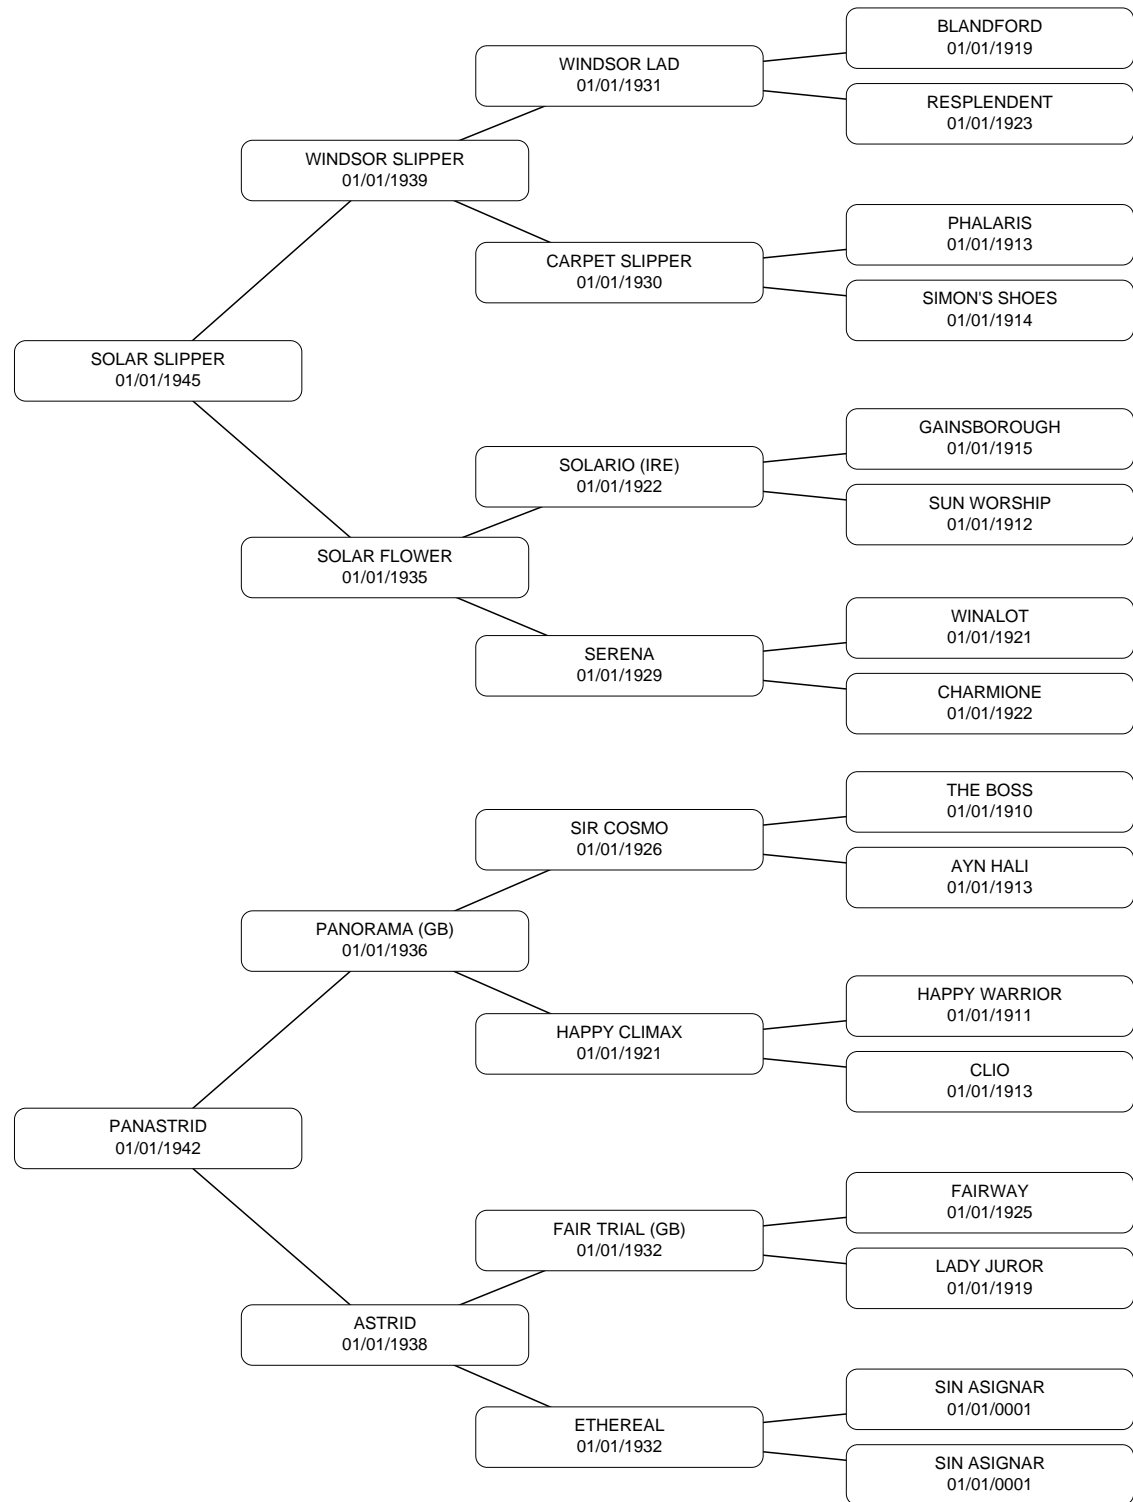 BLANDFORD
01/01/1919
WINDSOR LAD
01/01/1931
RESPLENDENT
01/01/1923
WINDSOR SLIPPER
01/01/1939
PHALARIS
01/01/1913
CARPET SLIPPER
01/01/1930
SIMON'S SHOES
01/01/1914
SOLAR SLIPPER
01/01/1945
GAINSBOROUGH
01/01/1915
SOLARIO (IRE)
01/01/1922
SUN WORSHIP
01/01/1912
SOLAR FLOWER
01/01/1935
WINALOT
01/01/1921
SERENA
01/01/1929
CHARMIONE
01/01/1922
THE BOSS
01/01/1910
SIR COSMO
01/01/1926
AYN HALI
01/01/1913
PANORAMA (GB)
01/01/1936
HAPPY WARRIOR
01/01/1911
HAPPY CLIMAX
01/01/1921
CLIO
01/01/1913
PANASTRID
01/01/1942
FAIRWAY
01/01/1925
FAIR TRIAL (GB)
01/01/1932
LADY JUROR
01/01/1919
ASTRID
01/01/1938
SIN ASIGNAR
01/01/0001
ETHEREAL
01/01/1932
SIN ASIGNAR
01/01/0001